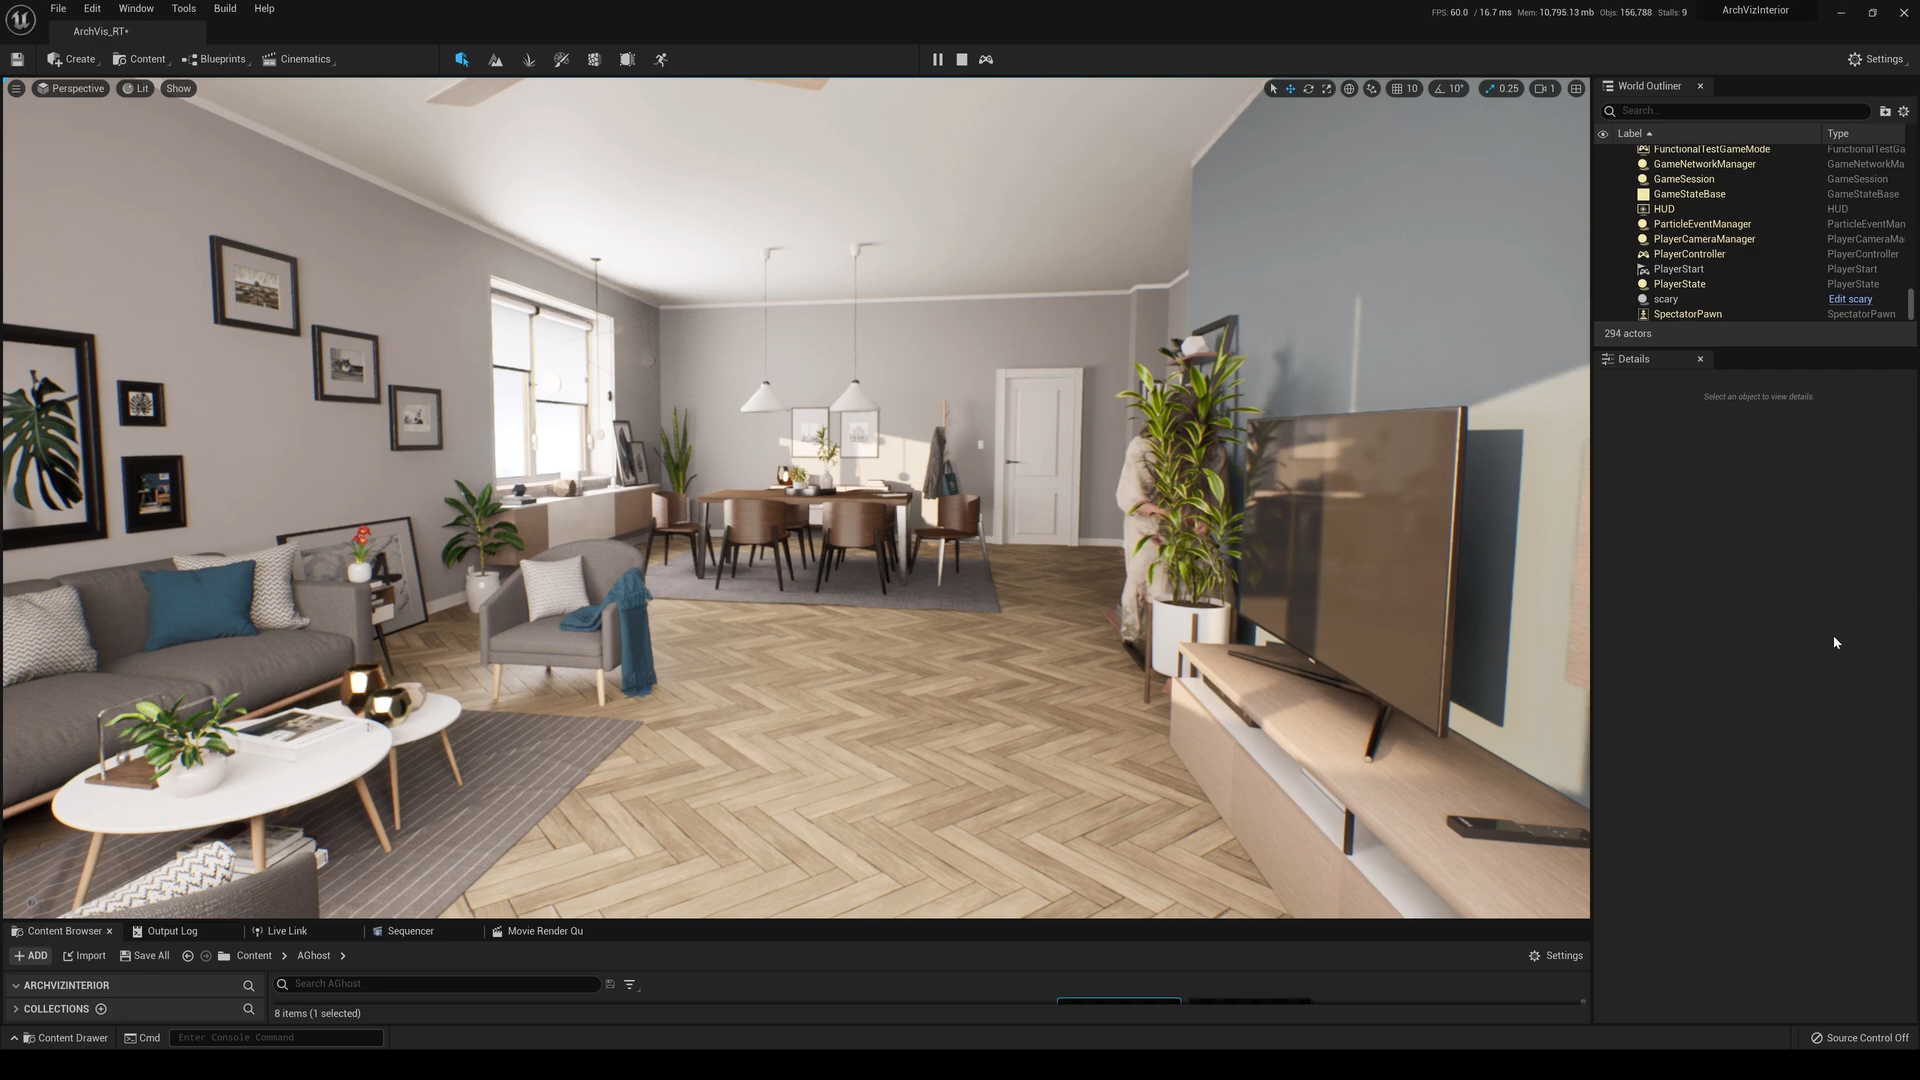 File Edit Window Tools Build Help
FPS: 60.0 / 16.7 ms Mem: 10,795.13 mb Objs: 156,788 Stalls: 9
ArchVizInterior
ArchVis_RT*
Create Content Blueprints Cinematics
Settings
Perspective Lit Show
10 10° 0.25 1
World Outliner
Search...
Label Type
FunctionalTestGameMode FunctionalTestGa
GameNetworkManager GameNetworkMa
GameSession GameSession
GameStateBase GameStateBase
HUD HUD
ParticleEventManager ParticleEventMan
PlayerCameraManager PlayerCameraMa
PlayerController PlayerController
PlayerStart PlayerStart
PlayerState PlayerState
scary Edit scary
SpectatorPawn SpectatorPawn
294 actors
Details
Select an object to view details.
Content Browser Output Log Live Link Sequencer Movie Render Qu
ADD Import Save All Content AGhost
Settings
ARCHVIZINTERIOR
Search AGhost
COLLECTIONS
8 items (1 selected)
Content Drawer Cmd Enter Console Command
Source Control Off